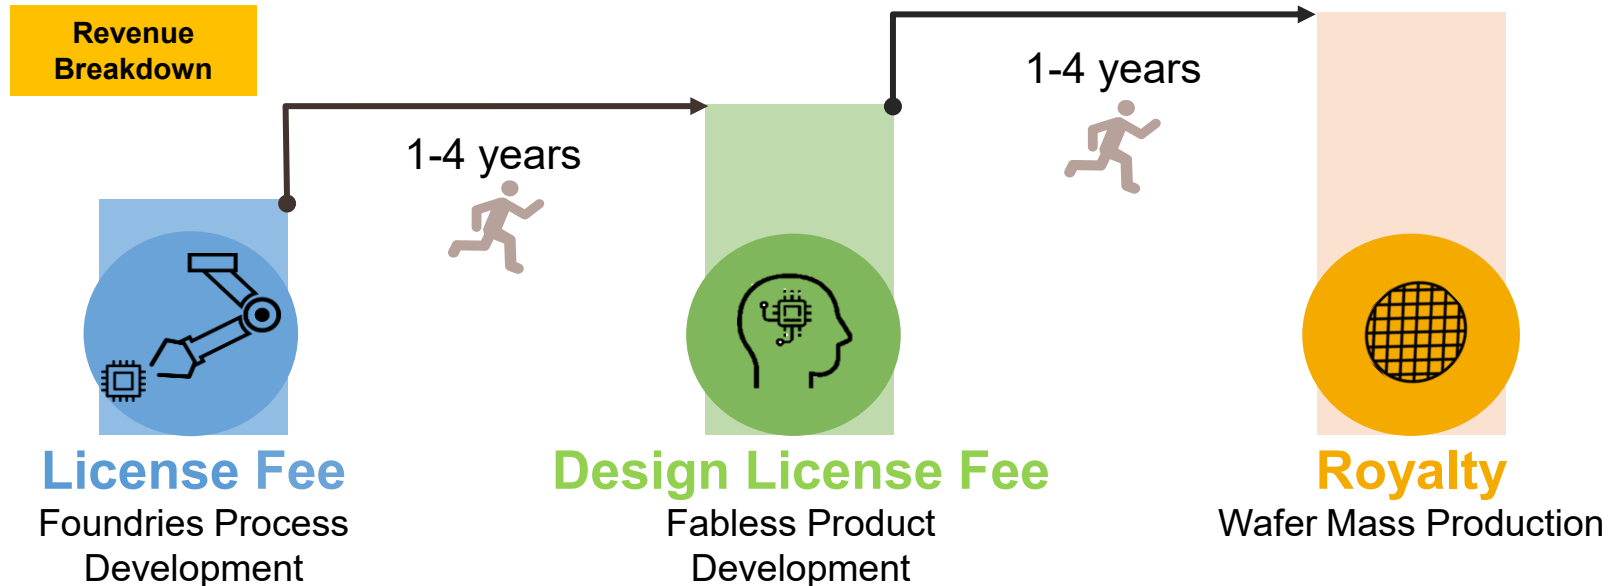 Revenue
Breakdown
1-4 years
1-4 years
License Fee
Foundries Process
Development
Design License Fee
Fabless Product
Development
Royalty
Wafer Mass Production